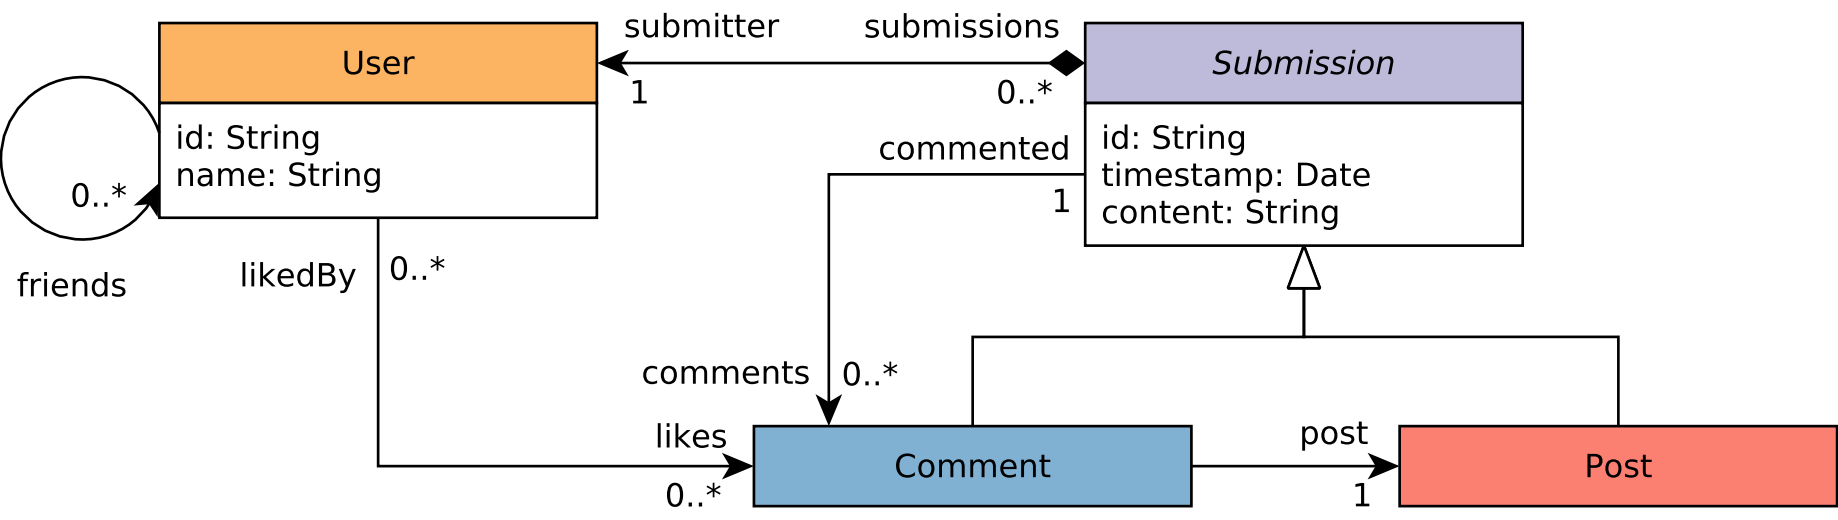 User
id: String
name: String
0..*
friends
submitter
submissions
1
0..*
Submission
id: String
timestamp: Date
content: String
commented
1
likedBy
0..*
comments
0..*
likes
0..*
Comment
post
1
Post